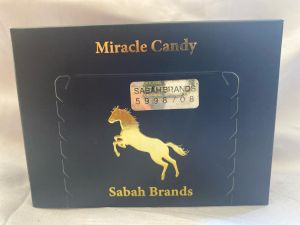 Miracle Candy
SABAH BRANDS
5998708
Sabah Brands